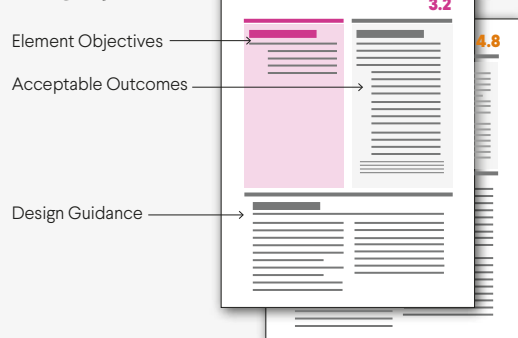 3.2
4.8
Element Objectives
Acceptable Outcomes
Design Guidance